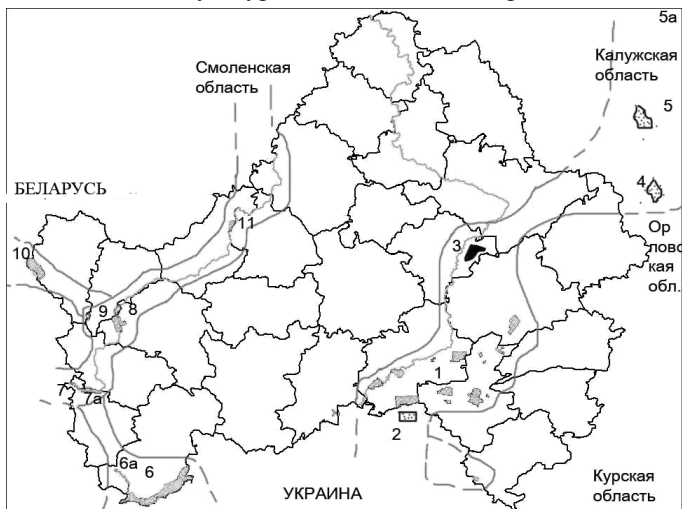 5а
Смоленская
область
Калужская
область
5
БЕЛАРУСЬ
4
11
Ор
лово
кая
обл.
10
3
9
8
1
7
7а
2
6а
6
УКРАИНА
Курская
область